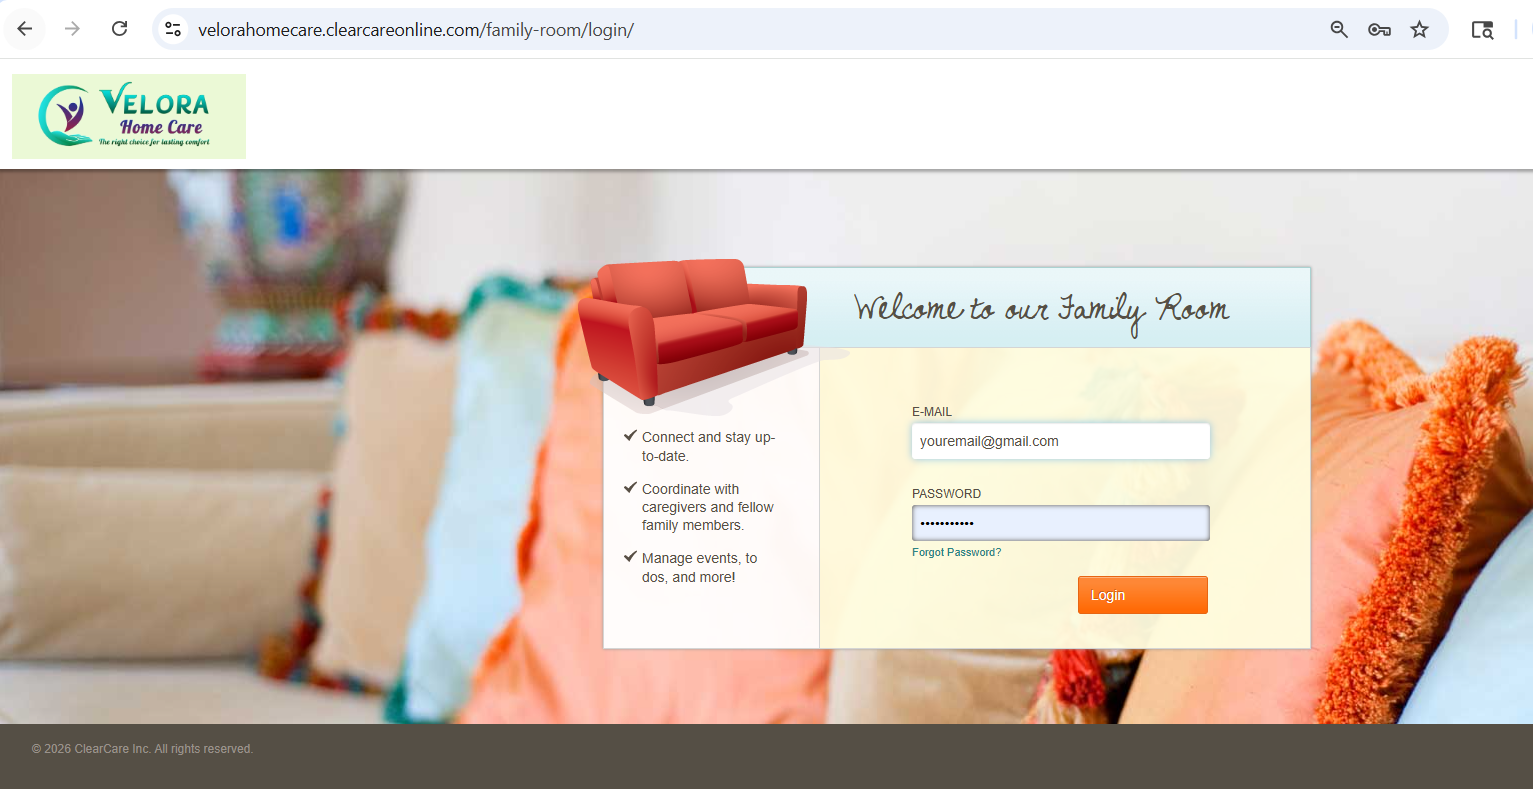 velorahomecare.clearcareonline.com/family-room/login/
VELORA
Home Care
The right choice for lasting comfort
Welcome to our Family Room
Connect and stay up-
to-date.
Coordinate with
caregivers and fellow
family members.
Manage events, to
dos, and more!
E-MAIL
youremail@gmail.com
PASSWORD
•••••••••••
Forgot Password?
Login
© 2026 ClearCare Inc. All rights reserved.